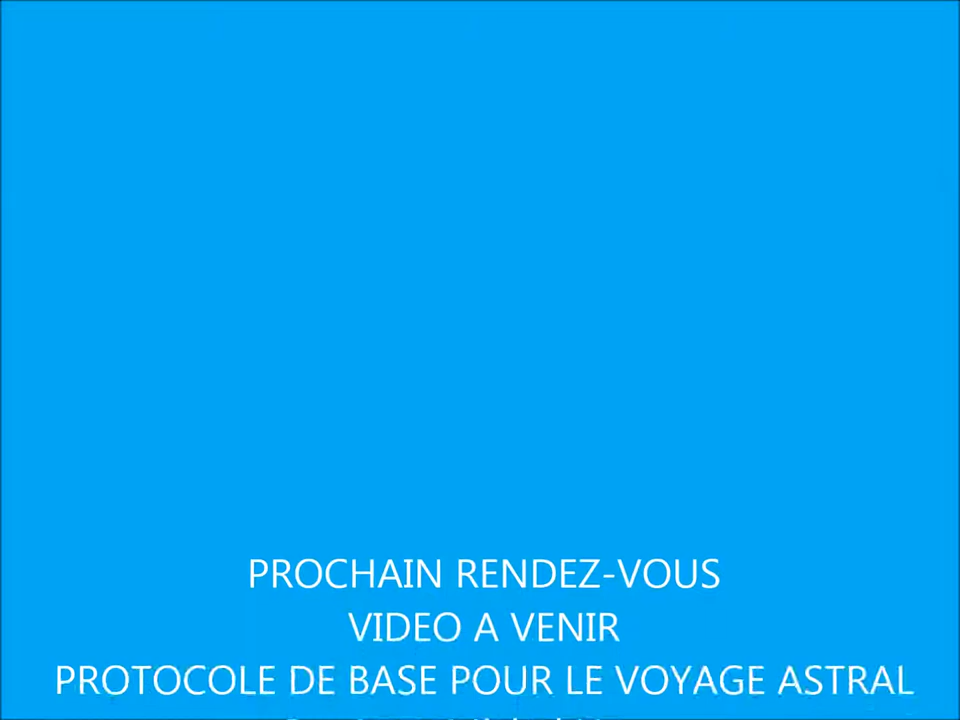 PROCHAIN RENDEZ-VOUS
VIDEO A VENIR
PROTOCOLE DE BASE POUR LE VOYAGE ASTRAL